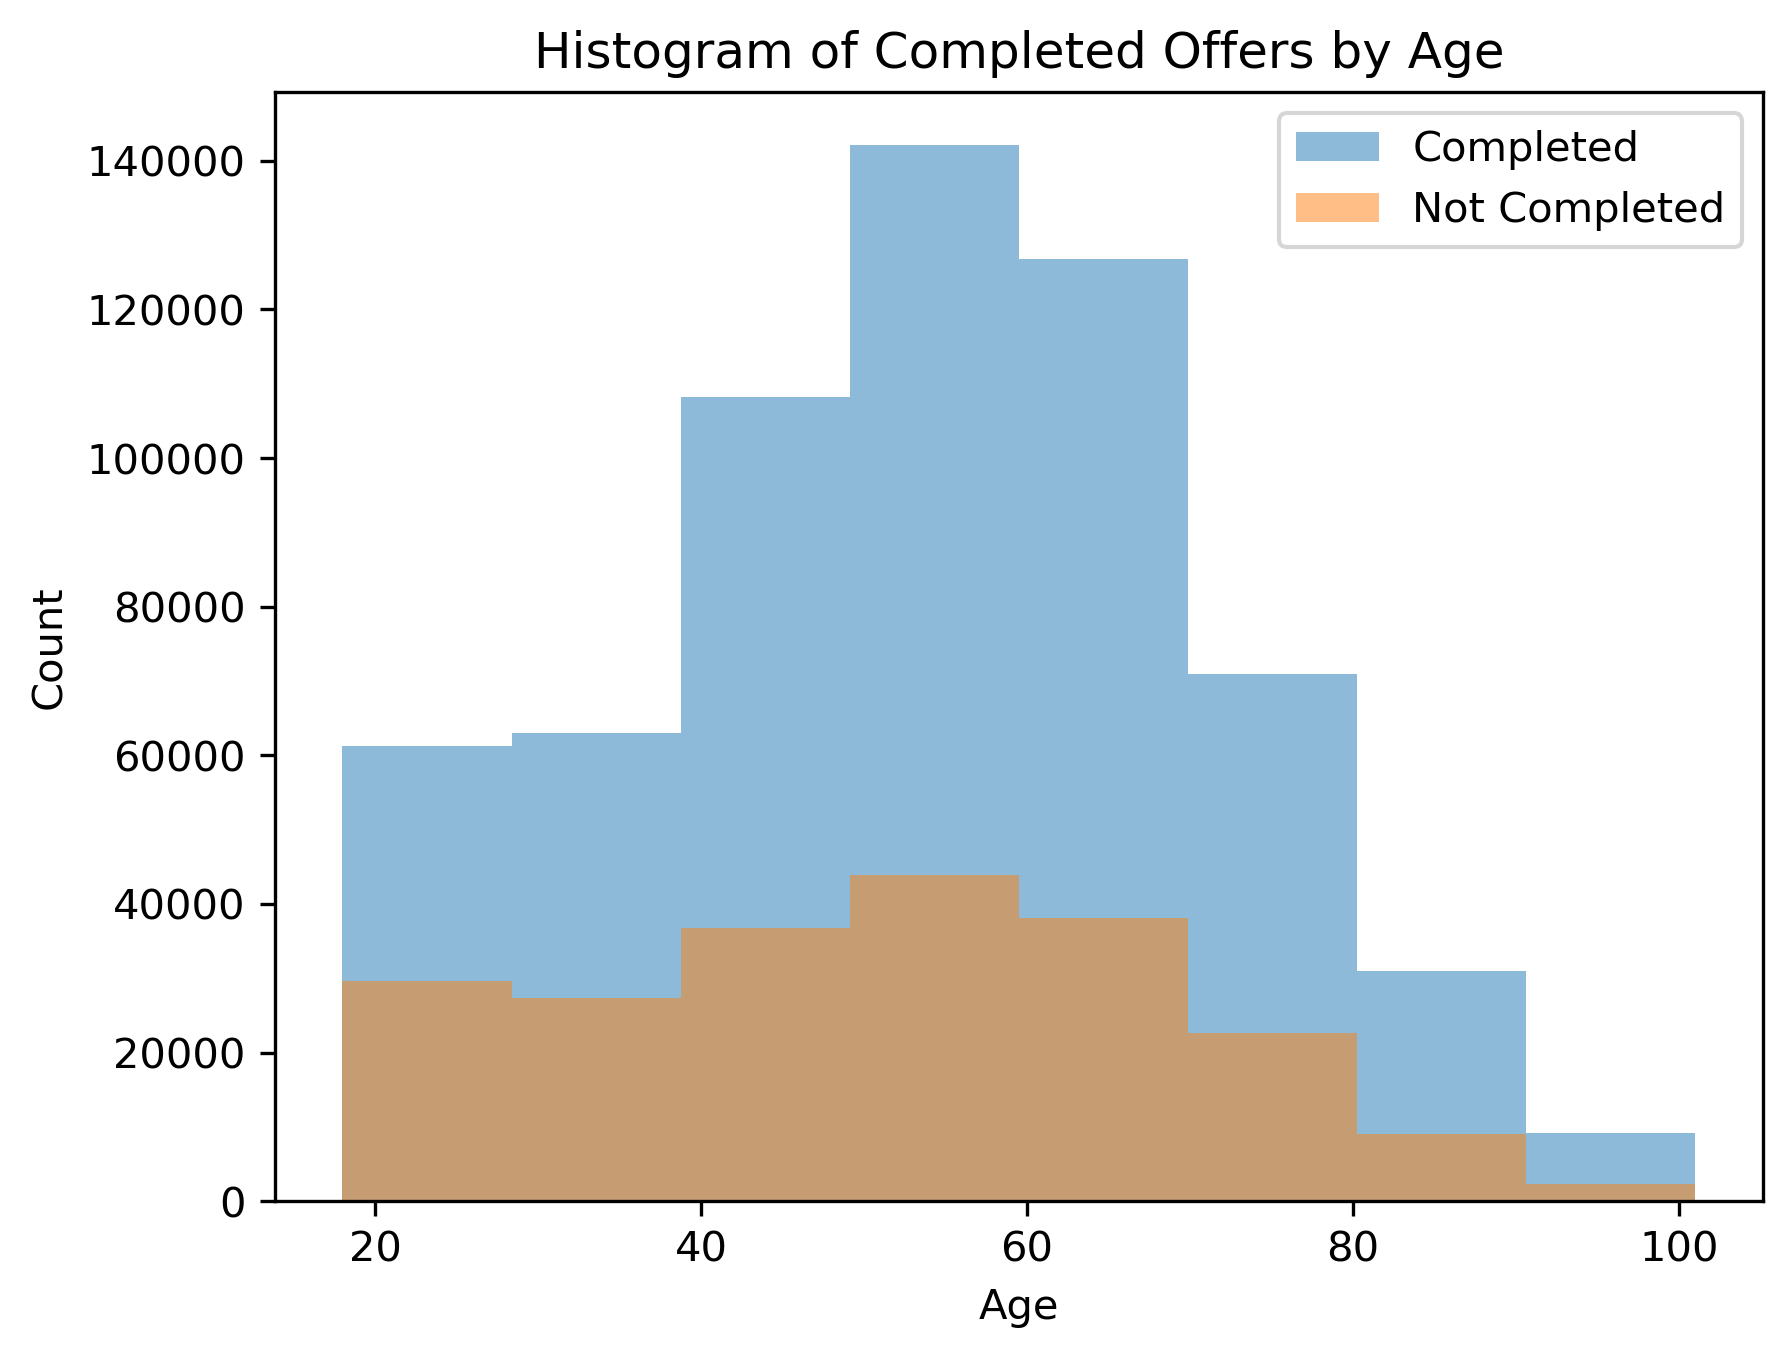 Histogram of Completed Offers by Age
Completed
Not Completed
140000
120000
100000
80000
60000
40000
20000
0
Count
20 40 60 80 100
Age